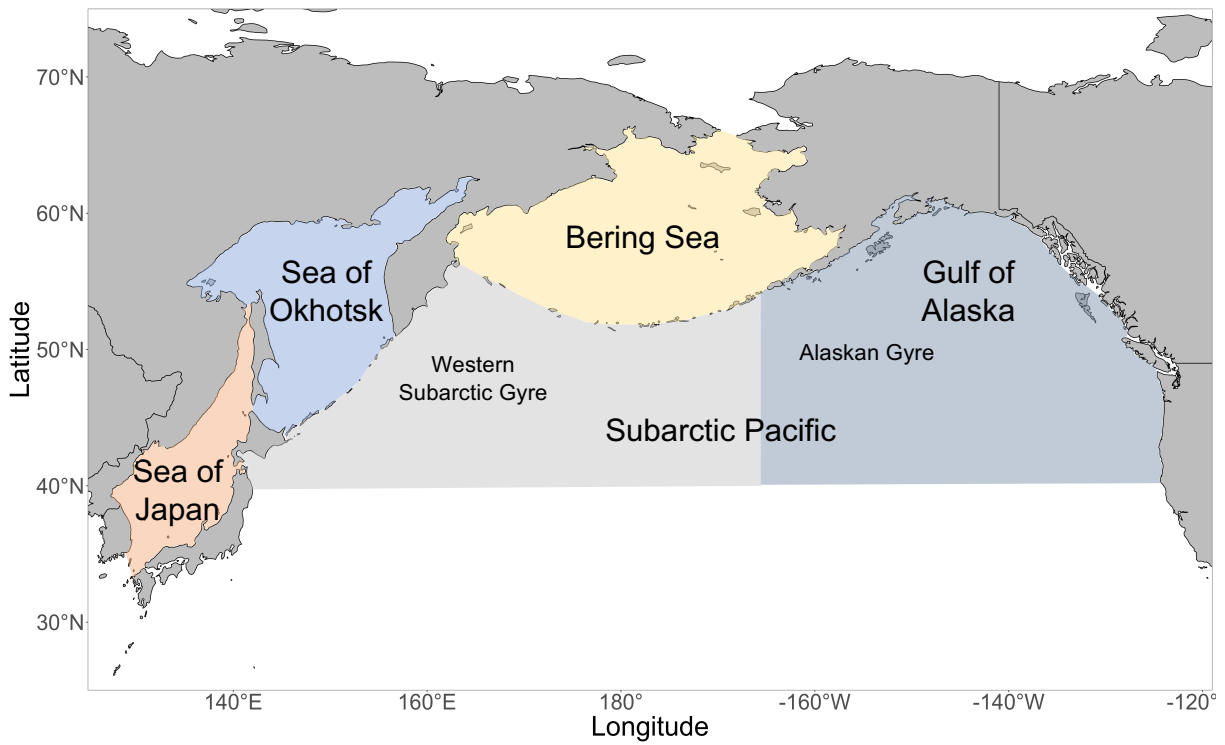 70°N
60°N
Bering Sea
Sea of
Okhotsk
Gulf of
Alaska
50°N
Western
Subarctic Gyre
Alaskan Gyre
Subarctic Pacific
Sea of
Japan
40°N
30°N
Latitude
140°E
160°E
180°
-160°W
-140°W
-120°
Longitude